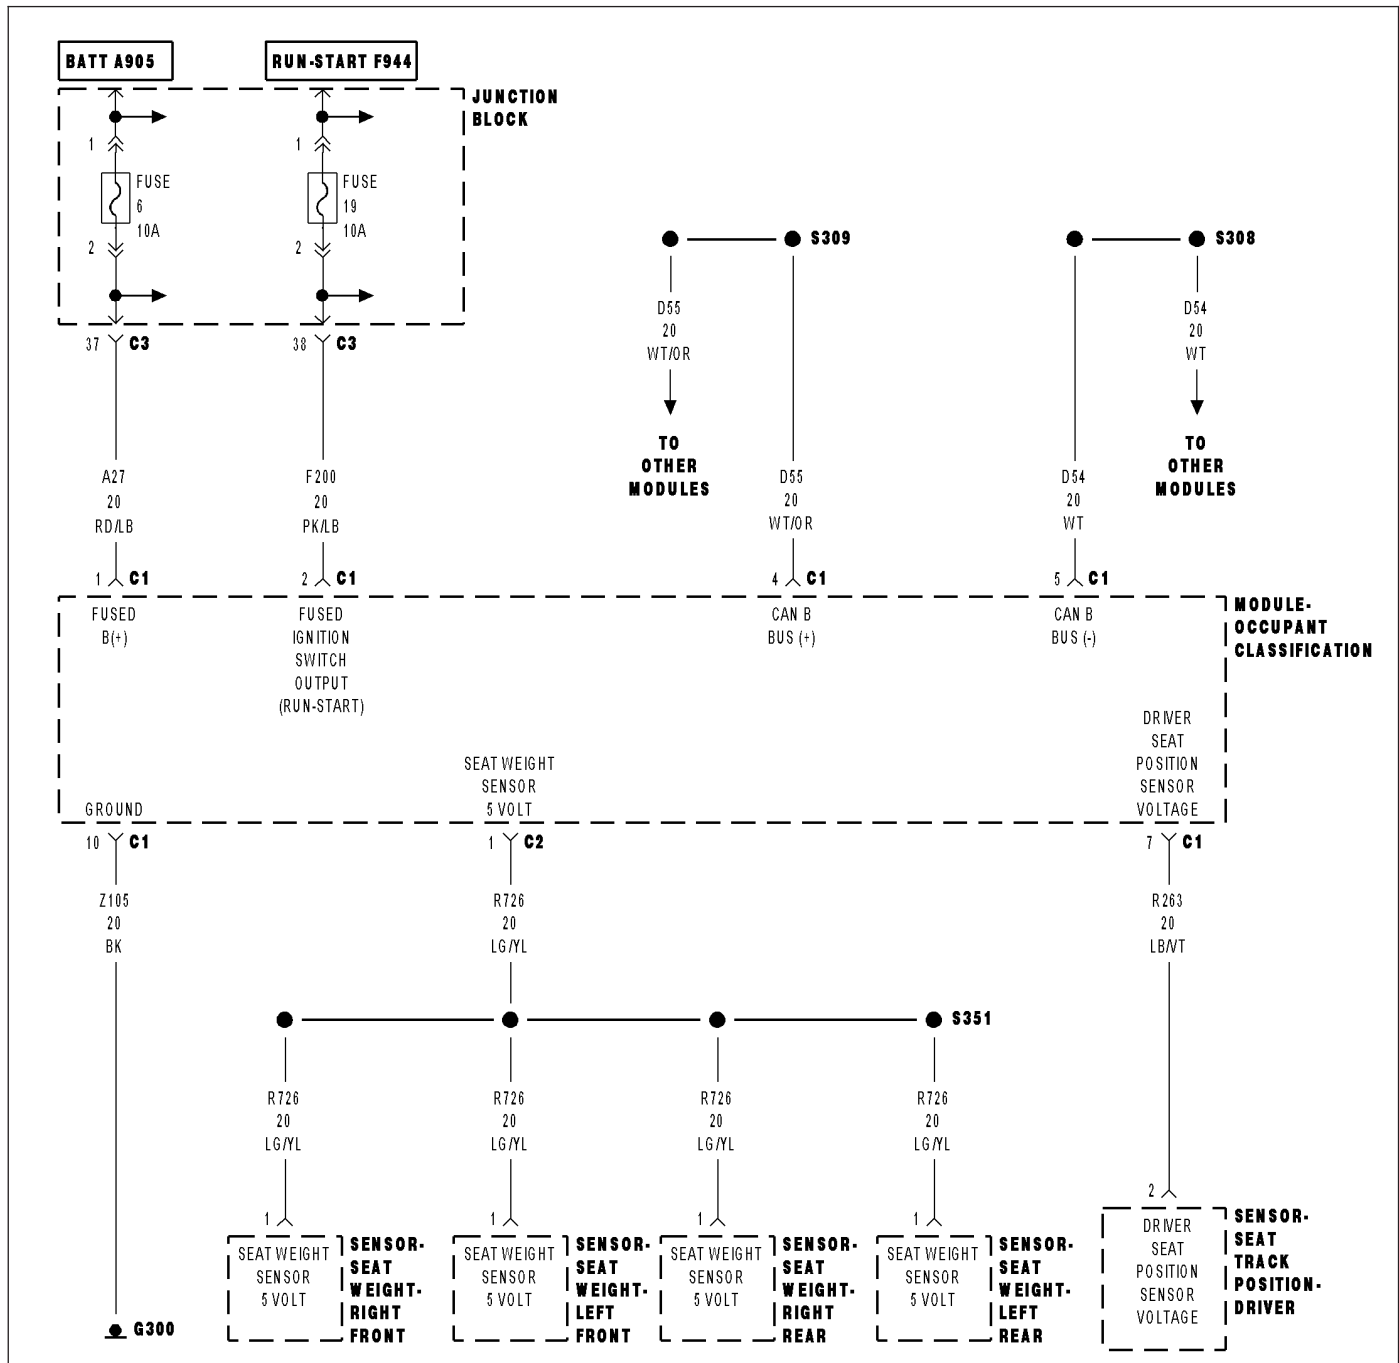 BATT A905
RUN-START F944
JUNCTION
BLOCK
1
FUSE
6
10A
2
1
FUSE
19
10A
2
37
C3
38
C3
S309
S308
D55
20
WT/OR
TO
OTHER
MODULES
D54
20
WT
TO
OTHER
MODULES
A27
20
RD/LB
F200
20
PK/LB
D55
20
WT/OR
D54
20
WT
1
C1
2
C1
4
C1
5
C1
FUSED
B(+)
FUSED
IGNITION
SWITCH
OUTPUT
(RUN-START)
CAN B
BUS (+)
CAN B
BUS (-)
MODULE-
OCCUPANT
CLASSIFICATION
GROUND
SEAT WEIGHT
SENSOR
5 VOLT
DRIVER
SEAT
POSITION
SENSOR
VOLTAGE
10
C1
1
C2
7
C1
Z105
20
BK
R726
20
LG/YL
R263
20
LB/VT
S351
R726
20
LG/YL
R726
20
LG/YL
R726
20
LG/YL
R726
20
LG/YL
1
1
1
1
2
SEAT WEIGHT
SENSOR
5 VOLT
SENSOR-
SEAT
WEIGHT-
RIGHT
FRONT
SEAT WEIGHT
SENSOR
5 VOLT
SENSOR-
SEAT
WEIGHT-
LEFT
FRONT
SEAT WEIGHT
SENSOR
5 VOLT
SENSOR-
SEAT
WEIGHT-
RIGHT
REAR
SEAT WEIGHT
SENSOR
5 VOLT
SENSOR-
SEAT
WEIGHT-
LEFT
REAR
DRIVER
SEAT
POSITION
SENSOR
VOLTAGE
SENSOR-
SEAT
TRACK
POSITION-
DRIVER
G300